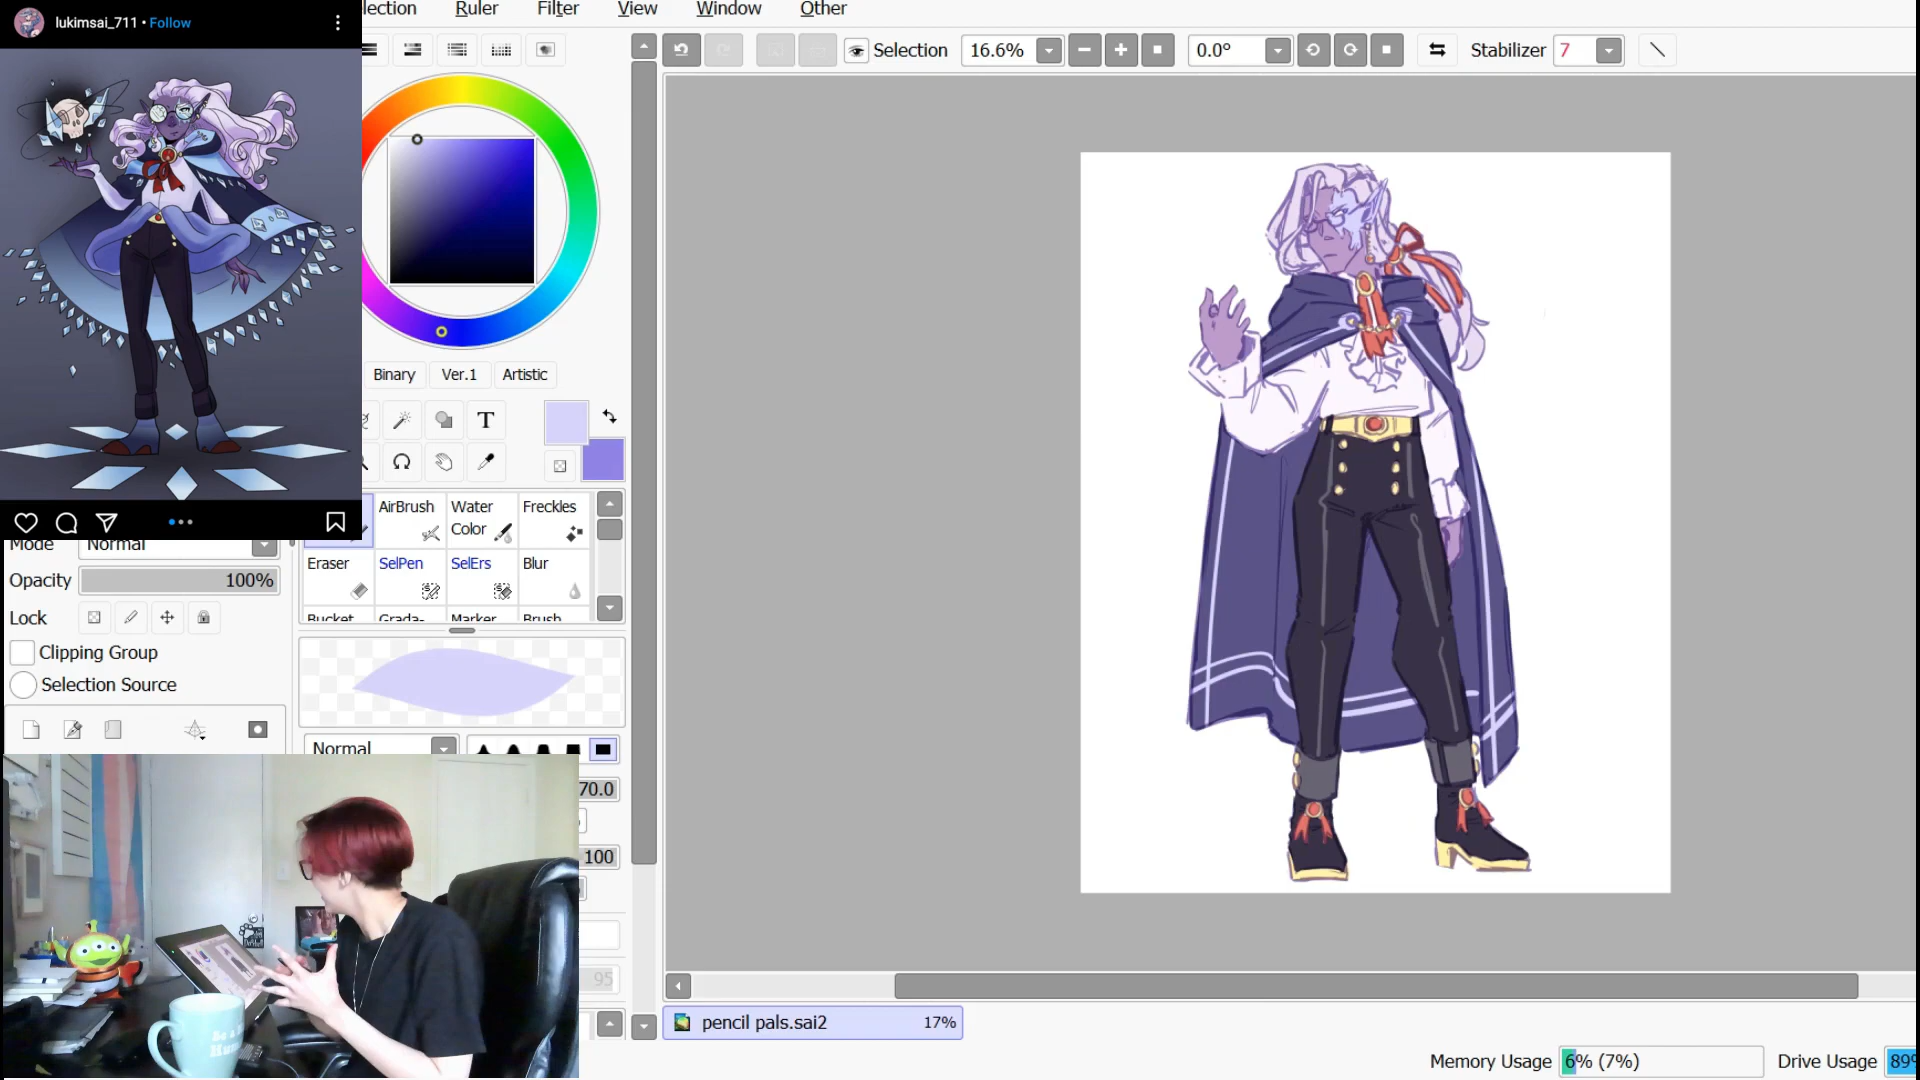 lukimsai_711 • Follow
Ruler Filter View Window Other
Selection 16.6% 0.0° Stabilizer 7
Binary Ver.1 Artistic
T
AirBrush Water Color Freckles
Eraser SelPen SelErs Blur
Mode Normal
Opacity 100%
Lock
Clipping Group
Selection Source
Normal
70.0
100
95
pencil pals.sai2 17%
Memory Usage 6% (7%) Drive Usage